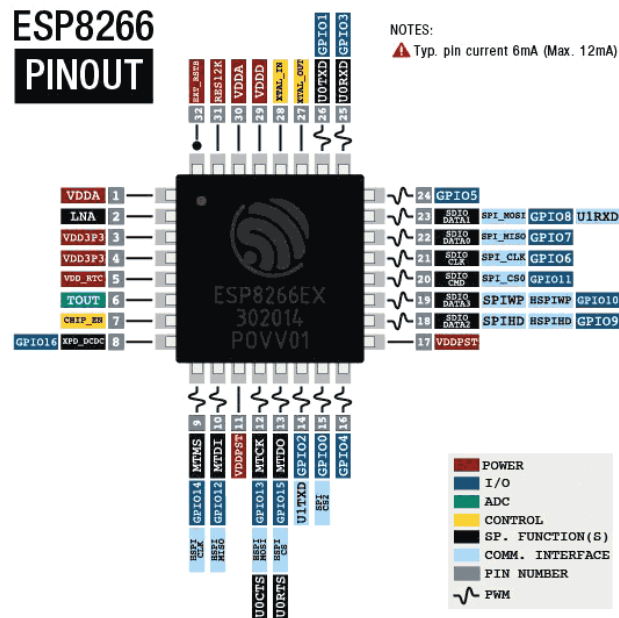 ESP8266
PINOUT
NOTES:
Typ. pin current 6mA (Max. 12mA)
EXT_RSTB 32
RES12K 31
VDDA 30
VDDD 29
XTAL_IN 28
XTAL_OUT 27
GPIO1 U0TXD 26
GPIO3 U0RXD 25
VDDA 1
LNA 2
VDD3P3 3
VDD3P3 4
VDD_RTC 5
TOUT 6
CHIP_EN 7
GPIO16 XPD_DCDC 8
ESP8266EX
302014
P0VV01
24 GPIO5
23 SDIO DATA1 SPI_MOSI GPIO8 U1RXD
22 SDIO DATA0 SPI_MISO GPIO7
21 SDIO CLK SPI_CLK GPIO6
20 SDIO CMD SPI_CS0 GPIO11
19 SDIO DATA3 SPIWP HSPIWP GPIO10
18 SDIO DATA2 SPIHD HSPIHD GPIO9
17 VDDPST
9 MTMS GPIO14 HSPI CLK
10 MTDI GPIO12 HSPI MISO
11 VDDPST
12 MTCK GPIO13 HSPI MOSI U0CTS
13 MTDO GPIO15 HSPI CS U0RTS
14 GPIO2 U1TXD
15 GPIO0 SPI CS2
16 GPIO4
POWER
I/O
ADC
CONTROL
SP. FUNCTION(S)
COMM. INTERFACE
PIN NUMBER
PWM